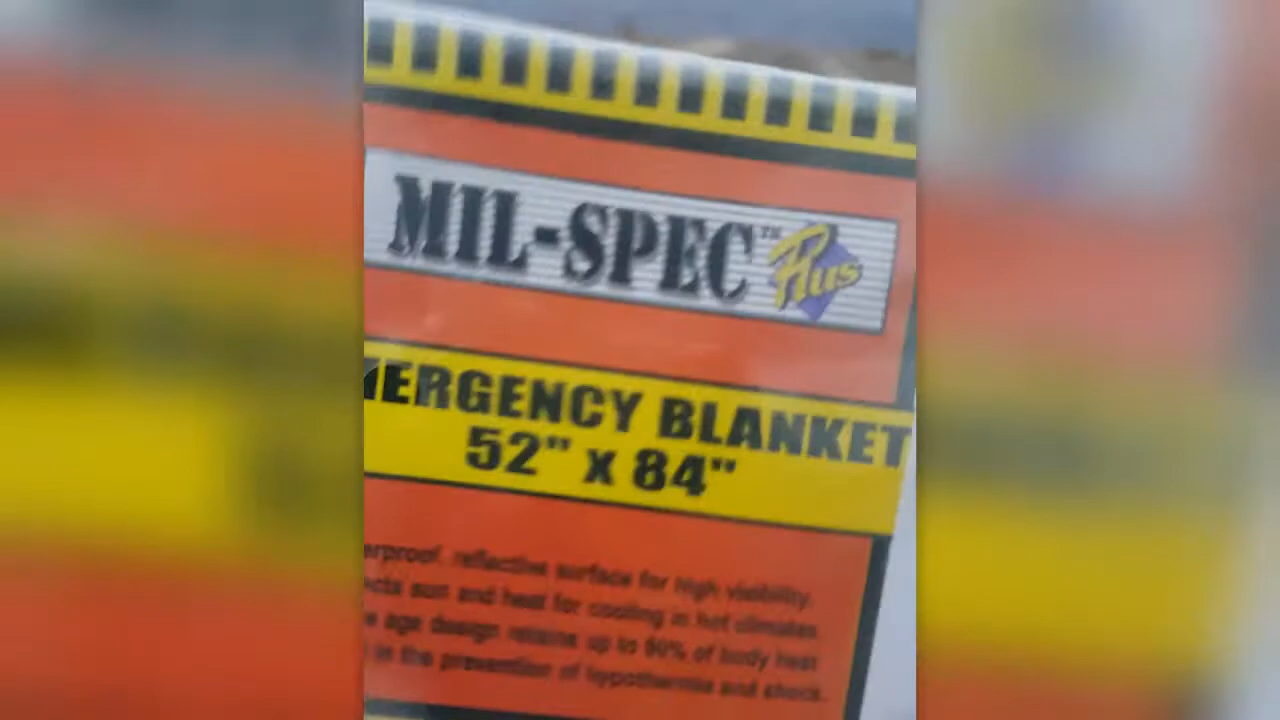 MIL-SPEC™ Plus
MERGENCY BLANKET
52" x 84"
erproof, reflective surface for high visibility.
ects sun and heat for cooling in hot climates
age design retains up to 90% of body heat
in the prevention of hypothermia and shock.